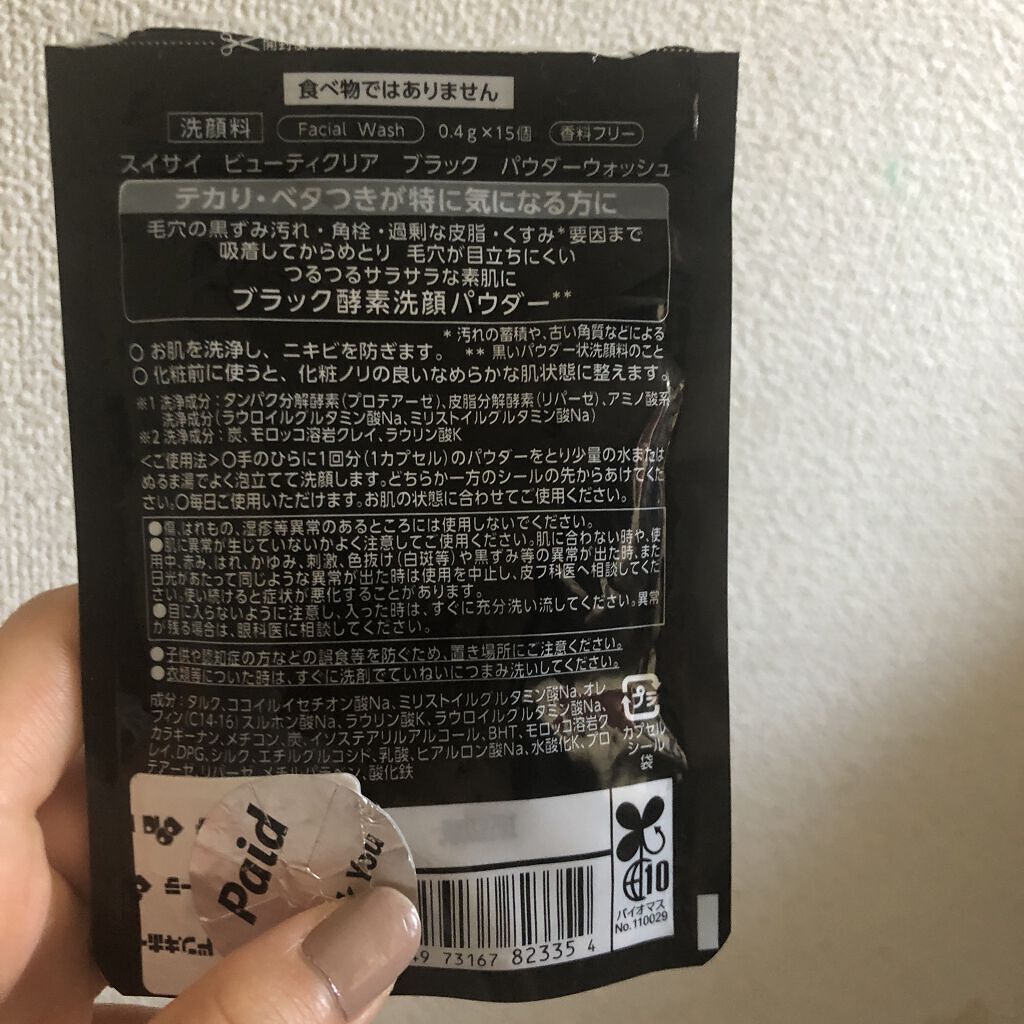 食べ物ではありません
洗顔料 Facial Wash 0.4g×15個 香料フリー
スイサイ ビューティクリア ブラック パウダーウォッシュ
テカリ・ベタつきが特に気になる方に
毛穴の黒ずみ汚れ・角栓・過剰な皮脂・くすみ*要因まで
吸着してからめとり 毛穴が目立ちにくい
つるつるサラサラな素肌に
ブラック酵素洗顔パウダー**
* 汚れの蓄積や、古い角質などによる
○ お肌を洗浄し、ニキビを防ぎます。 ** 黒いパウダー状洗顔料のこと
○ 化粧前に使うと、化粧ノリの良いなめらかな肌状態に整えます。
※1 洗浄成分：タンパク分解酵素(プロテアーゼ)、皮脂分解酵素(リパーゼ)、アミノ酸系
洗浄成分(ラウロイルグルタミン酸Na、ミリストイルグルタミン酸Na)
※2 洗浄成分：炭、モロッコ溶岩クレイ、ラウリン酸K
<ご使用法>○手のひらに1回分(1カプセル)のパウダーをとり少量の水または
ぬるま湯でよく泡立てて洗顔します。どちらか一方のシールの先からあけてくだ
さい。○毎日ご使用いただけます。お肌の状態に合わせてご使用ください。
●傷、はれもの、湿疹等異常のあるところには使用しないでください。
●肌に異常が生じていないかよく注意してご使用ください。肌に合わない時や、使
用中、赤み、はれ、かゆみ、刺激、色抜け(白斑等)や黒ずみ等の異常が出た時、また
日光があたって同じような異常が出た時は使用を中止し、皮フ科医へ相談してくだ
さい。使い続けると症状が悪化することがあります。
●目に入らないように注意し、入った時は、すぐに充分洗い流してください。異常
が残る場合は、眼科医に相談してください。
●子供や認知症の方などの誤食等を防ぐため、置き場所にご注意ください。
●衣類等についた時は、すぐに洗剤でていねいにつまみ洗いしてください。
成分：タルク、ココイルイセチオン酸Na、ミリストイルグルタミン酸Na、オレ
フィン(C14-16)スルホン酸Na、ラウリン酸K、ラウロイルグルタミン酸Na、
カラギーナン、メチコン、炭、イソステアリルアルコール、BHT、モロッコ溶岩ク
レイ、DPG、シルク、エチルグルコシド、乳酸、ヒアルロン酸Na、水酸化K、プロ
テアーゼ、リパーゼ、メチルパラベン、酸化鉄
プラ
カプセル
シール
袋
Paid
You
10
バイオマス
No.110029
49 73167 82335 4